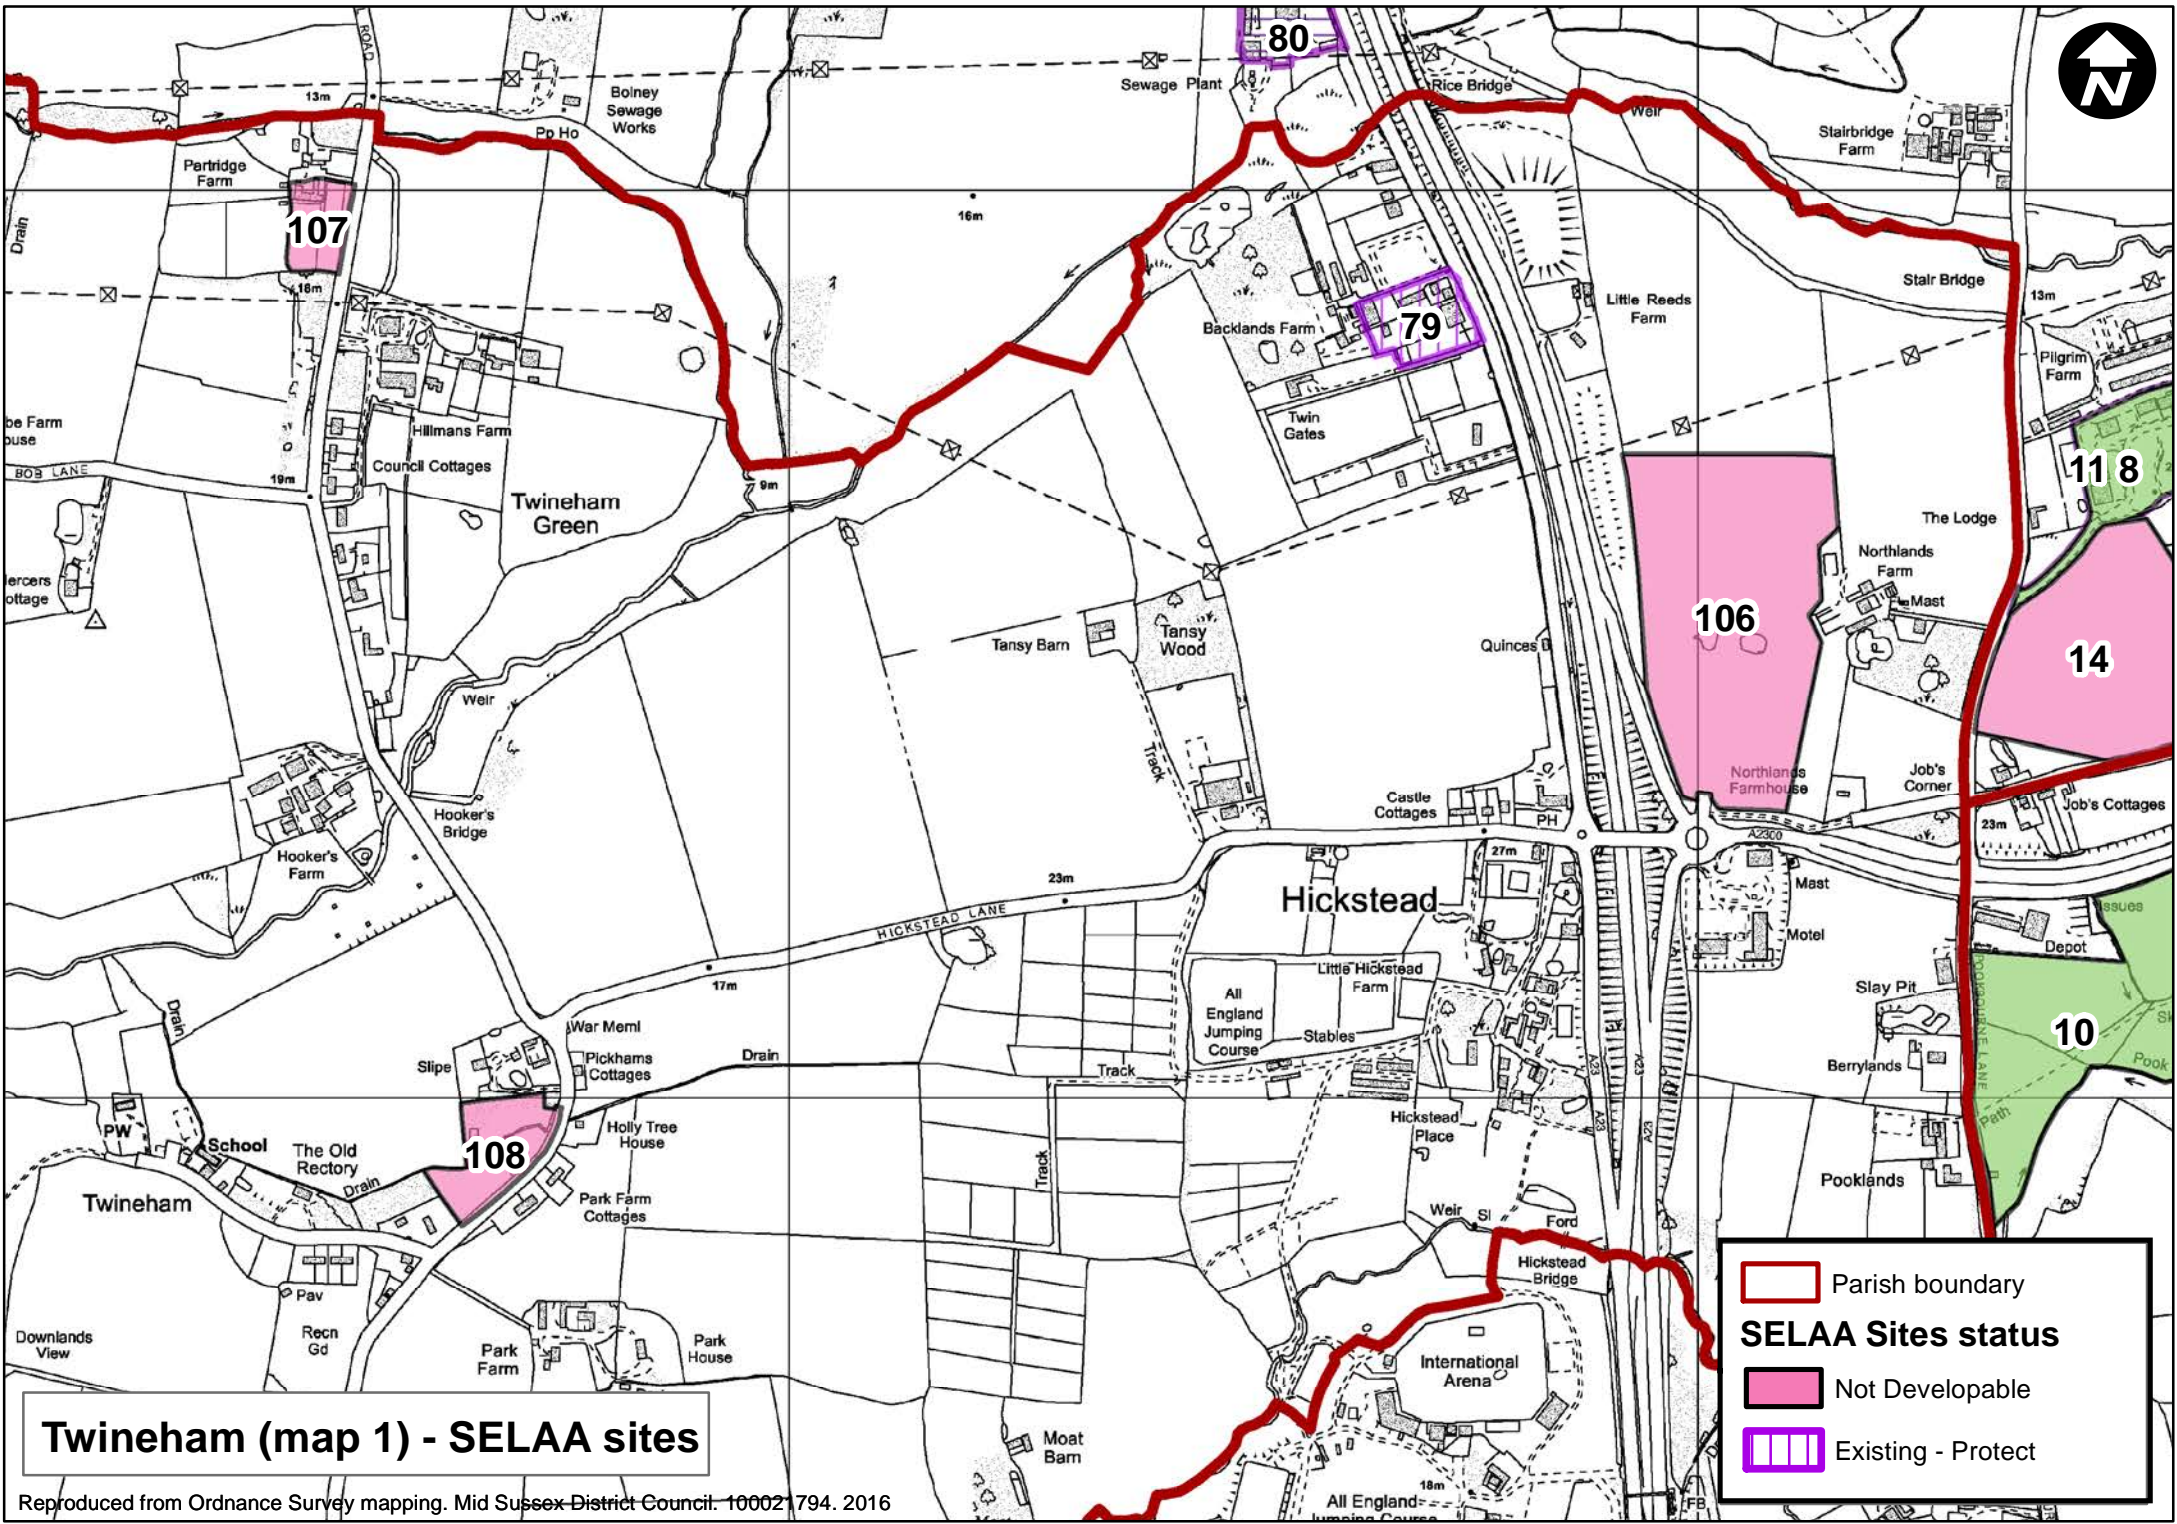 ROAD
80
N
Sewage Plant
Rice Bridge
Weir
Bolney
Sewage
Works
13m
Pp Ho
Stairbridge
Farm
Partridge
Farm
107
Drain
16m
18m
Stair Bridge
13m
Little Reeds
Farm
Backlands Farm
79
Pilgrim
Farm
Twin
Gates
be Farm
ouse
Hillmans Farm
BOB LANE
19m
Council Cottages
9m
Twineham
Green
11 8
The Lodge
Northlands
Farm
Mast
ercers
ottage
106
Tansy Barn
Tansy
Wood
Quinces
14
Weir
Track
Northlands
Farmhouse
Job's
Corner
Job's Cottages
Castle
Cottages
PH
A2300
23m
Hooker's
Bridge
Hooker's
Farm
27m
23m
Mast
Hickstead
HICKSTEAD LANE
ssues
Motel
Depot
17m
Little Hickstead
Farm
All
England
Jumping
Course
Stables
Slay Pit
POOKBOURNE LANE
10
Drain
War Meml
Slipe
Pickhams
Cottages
Drain
Track
A23
A23
Berrylands
Pook
Path
PW
School
The Old
Rectory
Drain
108
Holly Tree
House
Hickstead
Place
A23
A23
Track
Twineham
Park Farm
Cottages
Pooklands
Weir
Sl
Ford
Hickstead
Bridge
Pav
Recn
Gd
Downlands
View
Park
Farm
Park
House
International
Arena
Moat
Barn
18m
All England
Jumping Course
FB
Parish boundary
SELAA Sites status
Not Developable
Existing - Protect
Twineham (map 1) - SELAA sites
Reproduced from Ordnance Survey mapping. Mid Sussex District Council. 100021794. 2016